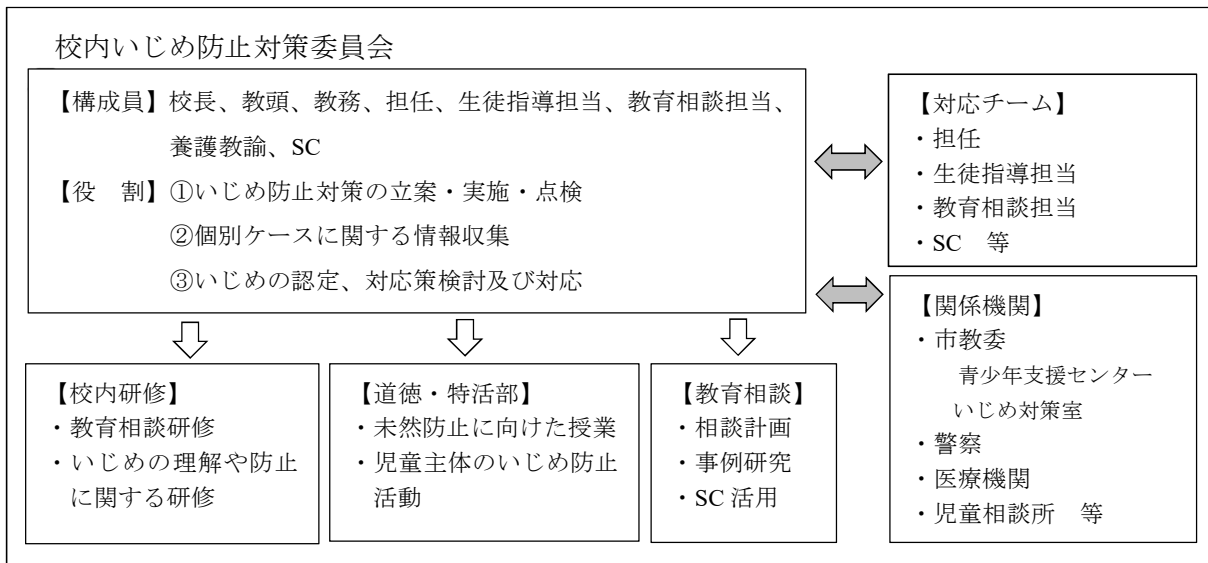 校内いじめ防止対策委員会
【構成員】校長、教頭、教務、担任、生徒指導担当、教育相談担当、
養護教諭、SC
【役　割】①いじめ防止対策の立案・実施・点検
②個別ケースに関する情報収集
③いじめの認定、対応策検討及び対応
【対応チーム】
・担任
・生徒指導担当
・教育相談担当
・SC　等
【関係機関】
・市教委
青少年支援センター
いじめ対策室
・警察
・医療機関
・児童相談所　等
【校内研修】
・教育相談研修
・いじめの理解や防止
に関する研修
【道徳・特活部】
・未然防止に向けた授業
・児童主体のいじめ防止
活動
【教育相談】
・相談計画
・事例研究
・SC 活用